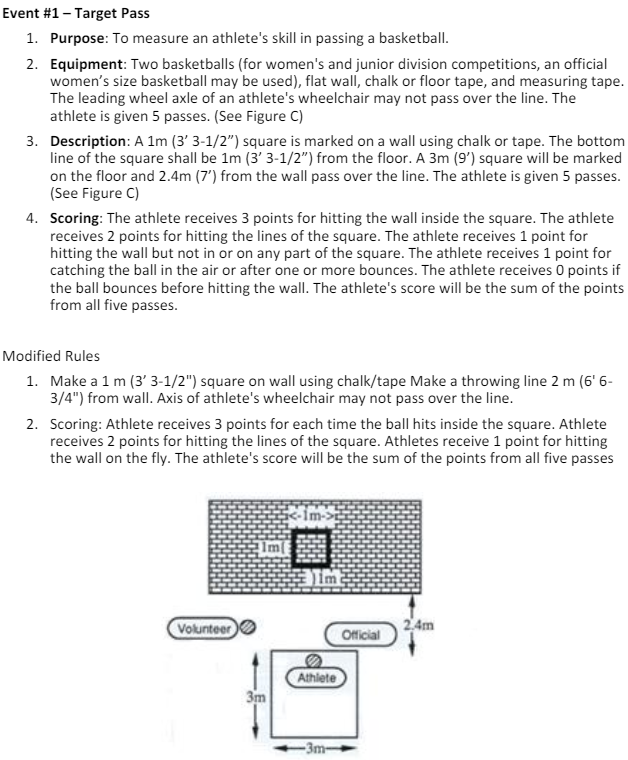 Event #1 – Target Pass
1. Purpose: To measure an athlete's skill in passing a basketball.
2. Equipment: Two basketballs (for women's and junior division competitions, an official
women’s size basketball may be used), flat wall, chalk or floor tape, and measuring tape.
The leading wheel axle of an athlete's wheelchair may not pass over the line. The
athlete is given 5 passes. (See Figure C)
3. Description: A 1m (3’ 3-1/2”) square is marked on a wall using chalk or tape. The bottom
line of the square shall be 1m (3’ 3-1/2”) from the floor. A 3m (9’) square will be marked
on the floor and 2.4m (7’) from the wall pass over the line. The athlete is given 5 passes.
(See Figure C)
4. Scoring: The athlete receives 3 points for hitting the wall inside the square. The athlete
receives 2 points for hitting the lines of the square. The athlete receives 1 point for
hitting the wall but not in or on any part of the square. The athlete receives 1 point for
catching the ball in the air or after one or more bounces. The athlete receives 0 points if
the ball bounces before hitting the wall. The athlete's score will be the sum of the points
from all five passes.
Modified Rules
1. Make a 1 m (3’ 3-1/2") square on wall using chalk/tape Make a throwing line 2 m (6' 6-
3/4") from wall. Axis of athlete's wheelchair may not pass over the line.
2. Scoring: Athlete receives 3 points for each time the ball hits inside the square. Athlete
receives 2 points for hitting the lines of the square. Athletes receive 1 point for hitting
the wall on the fly. The athlete's score will be the sum of the points from all five passes
<-1m->
1m(
)1m
Volunteer
Official
2.4m
Athlete
3m
3m